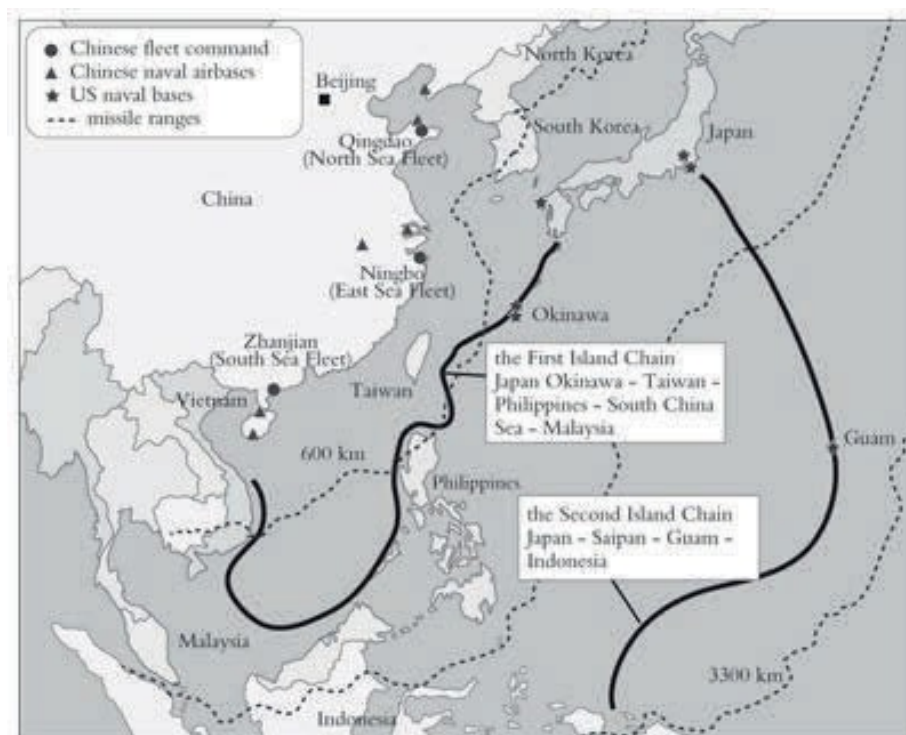 Chinese fleet command
Chinese naval airbases
US naval bases
missile ranges
Beijing
North Korea
South Korea
Japan
Qingdao
(North Sea Fleet)
China
Ningbo
(East Sea Fleet)
Okinawa
Zhanjian
(South Sea Fleet)
Taiwan
the First Island Chain
Japan Okinawa - Taiwan -
Philippines - South China
Sea - Malaysia
Vietnam
Guam
600 km
Philippines
the Second Island Chain
Japan - Saipan - Guam -
Indonesia
Malaysia
3300 km
Indonesia